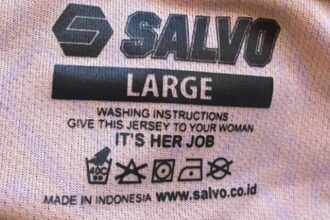 SALVO
LARGE
WASHING INSTRUCTIONS
GIVE THIS JERSEY TO YOUR WOMAN
IT'S HER JOB
MADE IN INDONESIA www.salvo.co.id